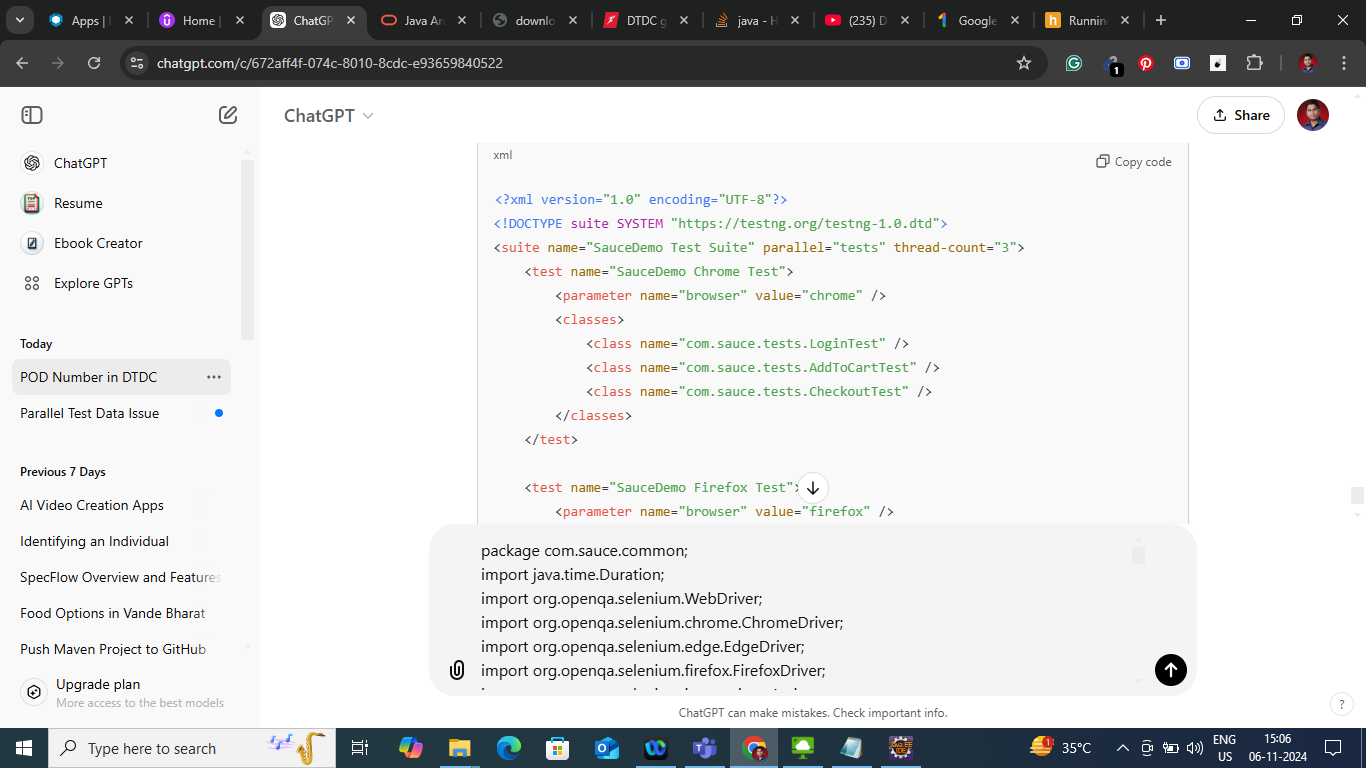 Apps |
Home |
ChatGP
Java Ar
downlo
DTDC g
java - H
(235) D
Google
Runnin
chatgpt.com/c/672aff4f-074c-8010-8cdc-e93659840522
1
ChatGPT
Share
ChatGPT
Resume
Ebook Creator
Explore GPTs
Today
POD Number in DTDC
Parallel Test Data Issue
Previous 7 Days
AI Video Creation Apps
Identifying an Individual
SpecFlow Overview and Features
Food Options in Vande Bharat
Push Maven Project to GitHub
Upgrade plan
More access to the best models
xml
Copy code
<?xml version="1.0" encoding="UTF-8"?>
<!DOCTYPE suite SYSTEM "https://testng.org/testng-1.0.dtd">
<suite name="SauceDemo Test Suite" parallel="tests" thread-count="3">
<test name="SauceDemo Chrome Test">
<parameter name="browser" value="chrome" />
<classes>
<class name="com.sauce.tests.LoginTest" />
<class name="com.sauce.tests.AddToCartTest" />
<class name="com.sauce.tests.CheckoutTest" />
</classes>
</test>
<test name="SauceDemo Firefox Test">
<parameter name="browser" value="firefox" />
package com.sauce.common;
import java.time.Duration;
import org.openqa.selenium.WebDriver;
import org.openqa.selenium.chrome.ChromeDriver;
import org.openqa.selenium.edge.EdgeDriver;
import org.openqa.selenium.firefox.FirefoxDriver;
ChatGPT can make mistakes. Check important info.
?
Type here to search
1
35°C
ENG
US
15:06
06-11-2024